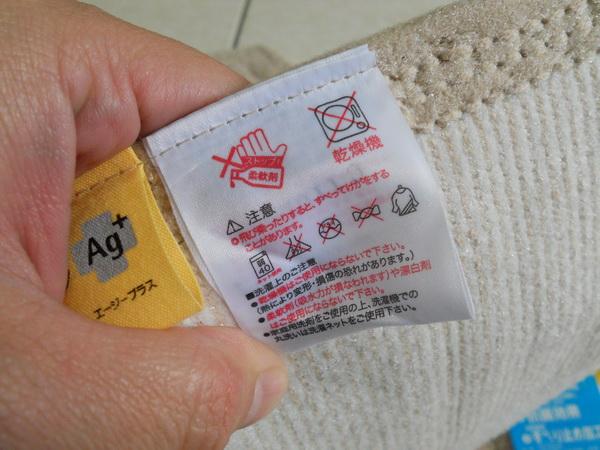 ストップ!
柔軟剤
乾燥機
⚠注意
●飛び乗ったりすると、すべってけがをする
ことがあります。
弱
40
■洗濯上のご注意
●乾燥機はご使用にならないで下さい。
(熱により変形・損傷の恐れがあります。)
●柔軟剤(吸水力が損なわれます)や漂白剤
はご使用にならないで下さい。
●家庭用洗剤をご使用の上、洗濯機での
丸洗いは洗濯ネットをご使用下さい。
Ag+
エージープラス